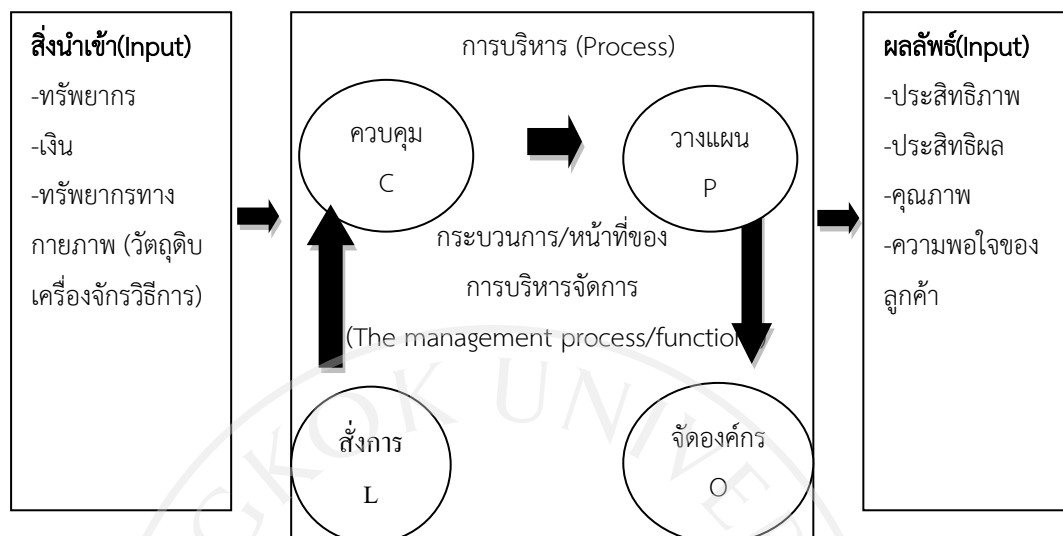 สิ่งนำเข้า(Input)
-ทรัพยากร
-เงิน
-ทรัพยากรทาง
กายภาพ (วัตถุดิบ
เครื่องจักรวิธีการ)
การบริหาร (Process)
ควบคุม
C
วางแผน
P
กระบวนการ/หน้าที่ของ
การบริหารจัดการ
(The management process/function)
สั่งการ
L
จัดองค์กร
O
ผลลัพธ์(Input)
-ประสิทธิภาพ
-ประสิทธิผล
-คุณภาพ
-ความพอใจของ
ลูกค้า
GKOK UNIVE